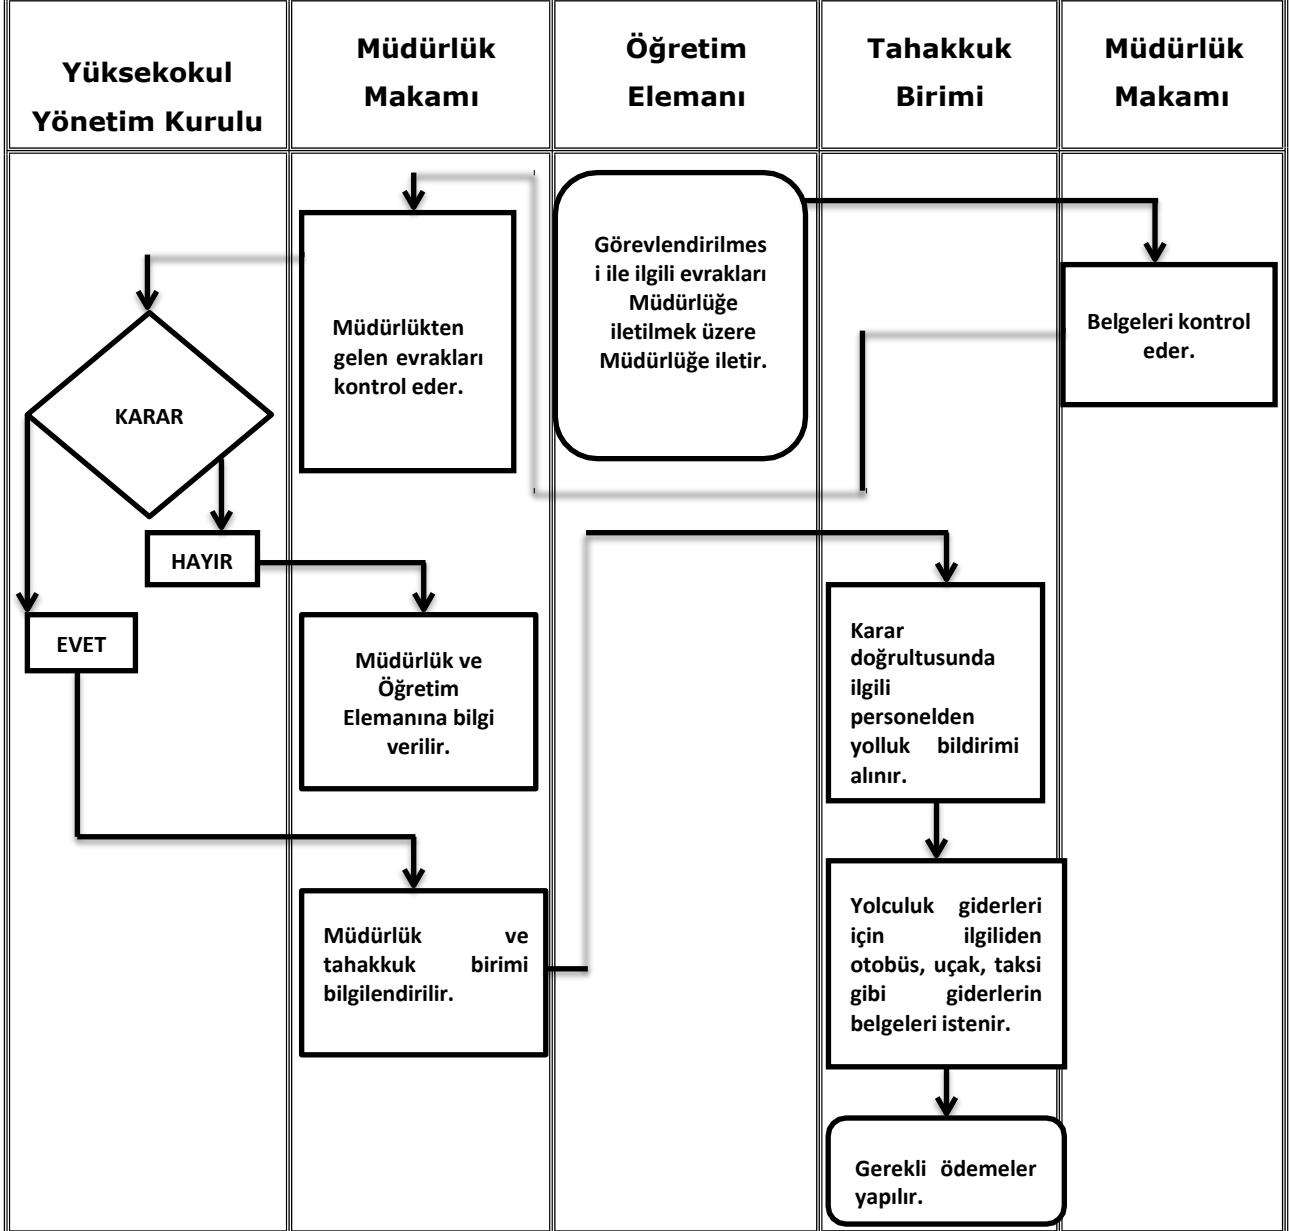 Yüksekokul
Yönetim Kurulu
Müdürlük
Makamı
Öğretim
Elemanı
Tahakkuk
Birimi
Müdürlük
Makamı
Görevlendirilmes
i ile ilgili evrakları
Müdürlüğe
iletilmek üzere
Müdürlüğe iletir.
Belgeleri kontrol
eder.
Müdürlükten
gelen evrakları
kontrol eder.
KARAR
HAYIR
EVET
Müdürlük ve
Öğretim
Elemanına bilgi
verilir.
Müdürlük ve
tahakkuk birimi
bilgilendirilir.
Karar
doğrultusunda
ilgili
personelden
yolluk bildirimi
alınır.
Yolculuk giderleri
için ilgiliden
otobüs, uçak, taksi
gibi giderlerin
belgeleri istenir.
Gerekli ödemeler
yapılır.